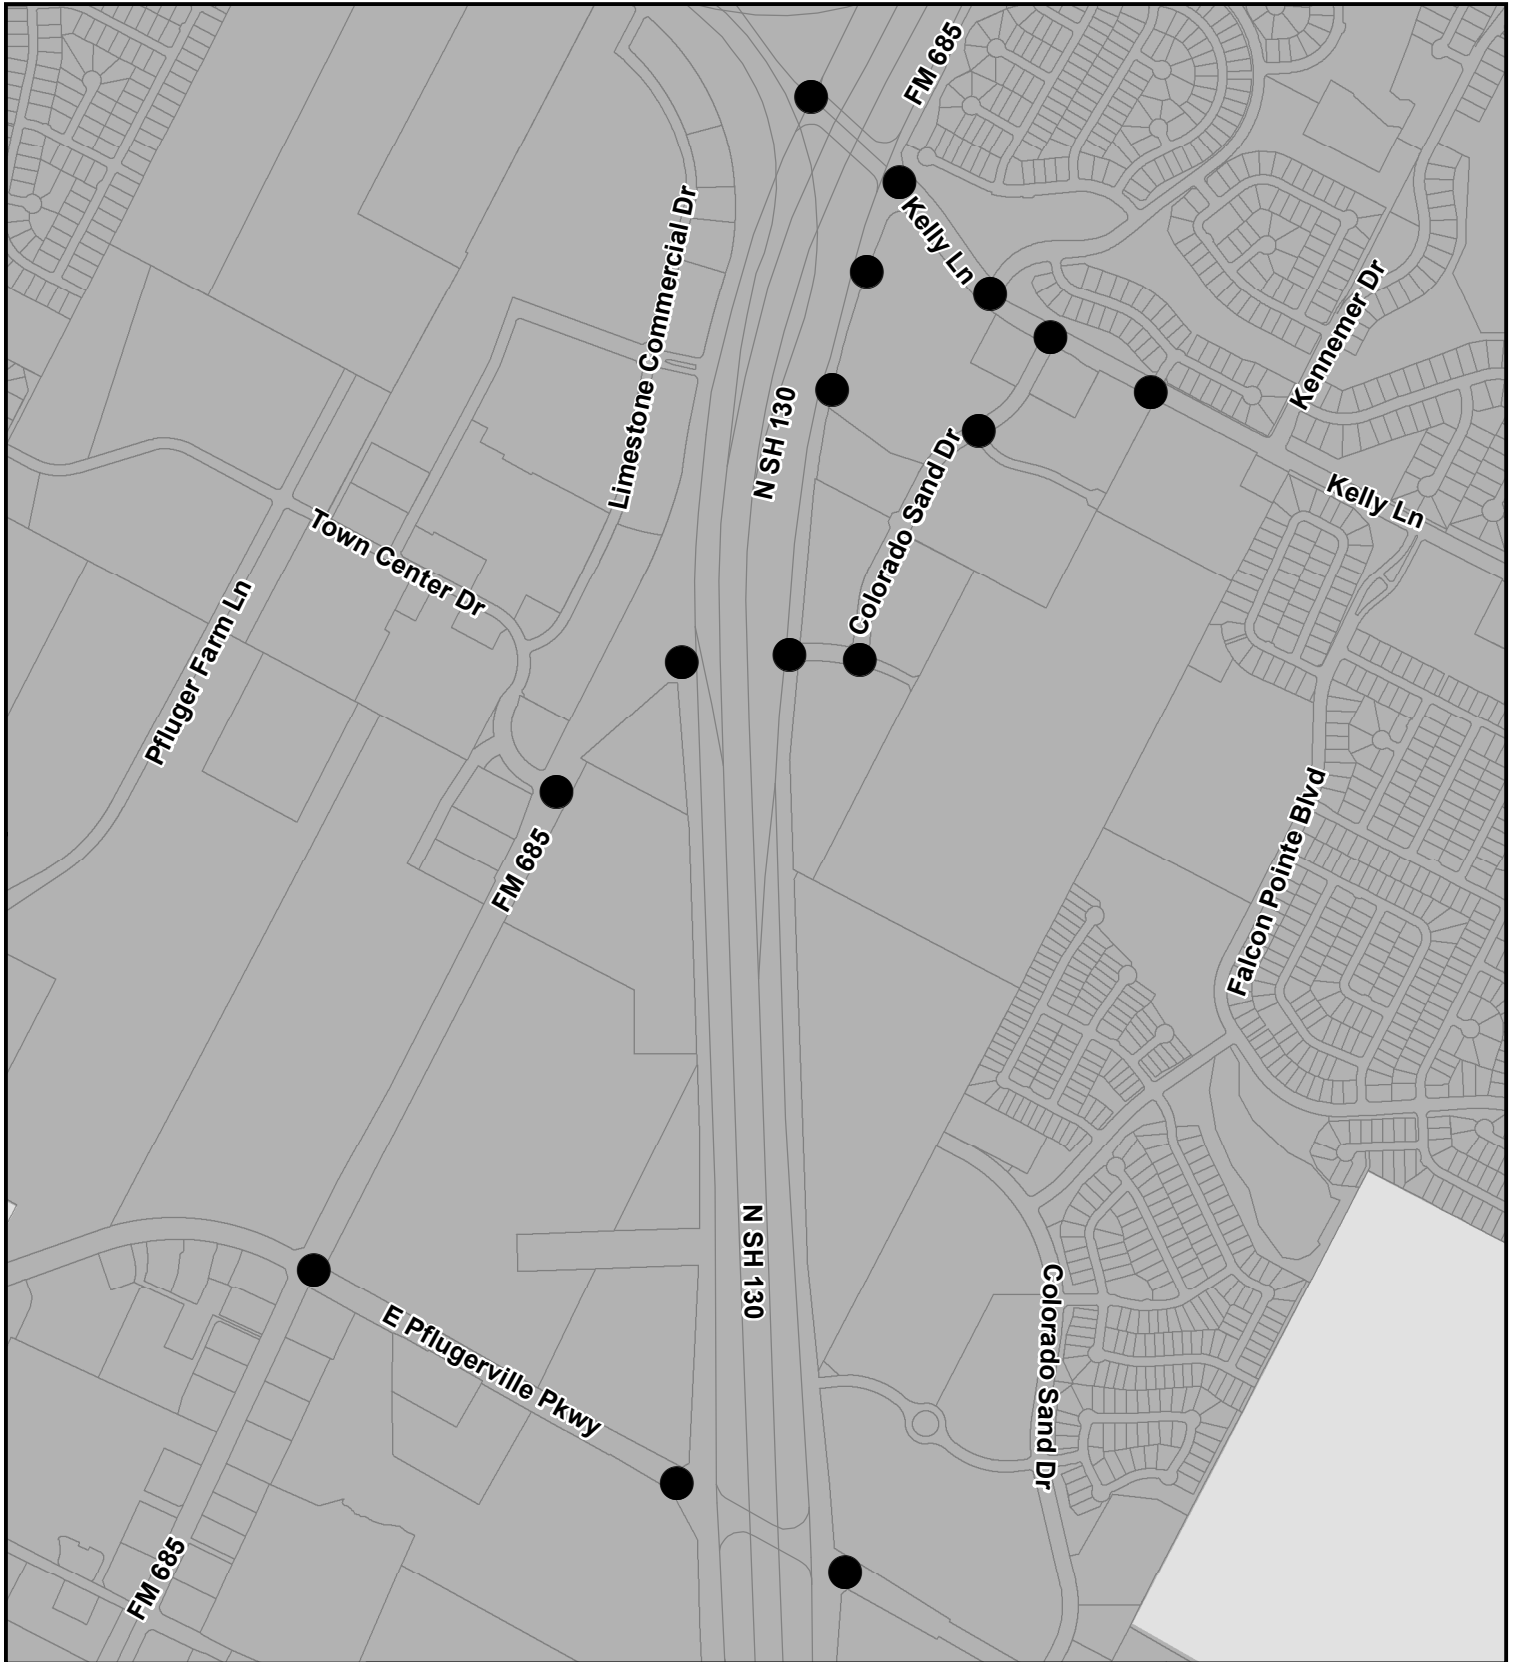 FM 685
Kelly Ln
Limestone Commercial Dr
Kennemer Dr
N SH 130
Colorado Sand Dr
Kelly Ln
Town Center Dr
Pfluger Farm Ln
FM 685
Falcon Pointe Blvd
N SH 130
Colorado Sand Dr
E Pflugerville Pkwy
FM 685